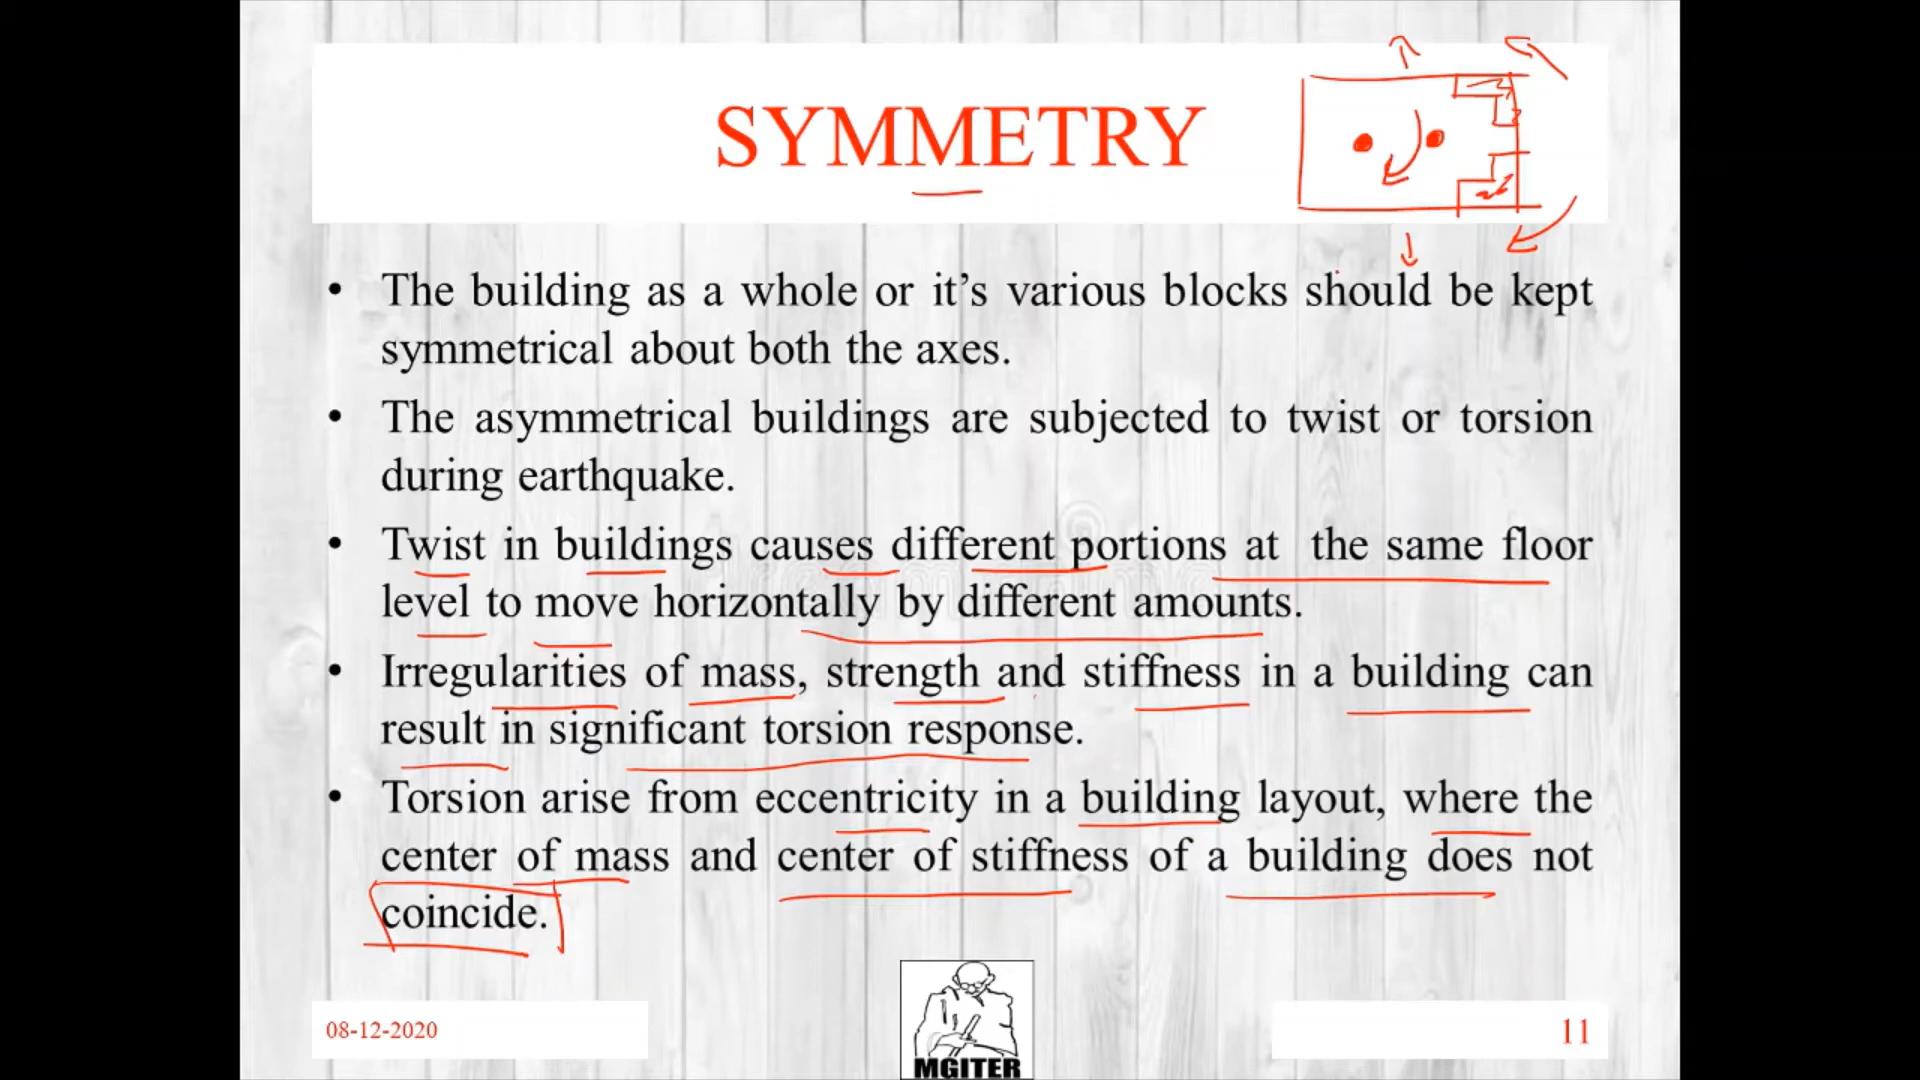 SYMMETRY
• The building as a whole or it’s various blocks should be kept
symmetrical about both the axes.
• The asymmetrical buildings are subjected to twist or torsion
during earthquake.
• Twist in buildings causes different portions at the same floor
level to move horizontally by different amounts.
• Irregularities of mass, strength and stiffness in a building can
result in significant torsion response.
• Torsion arise from eccentricity in a building layout, where the
center of mass and center of stiffness of a building does not
coincide.
08-12-2020
MGITER
11